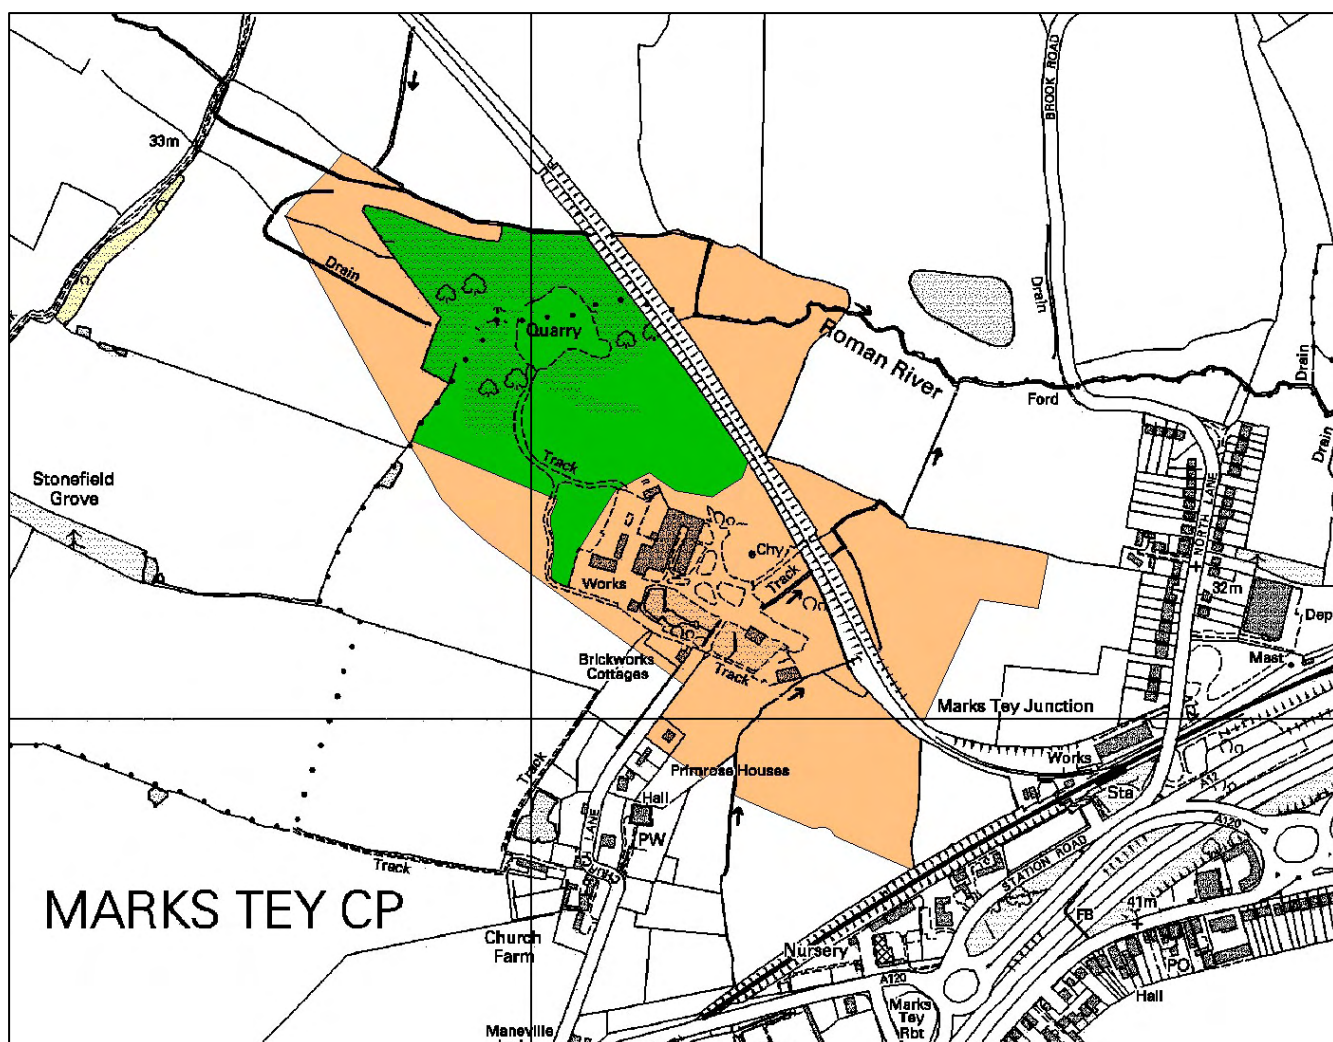 BROOK ROAD
33m
Drain
Quarry
Roman River
Drain
Drain
Ford
Drain
Track
Stonefield
Grove
NORTH LANE
Chy
Works
Track
32m
Dep
Mast
Brickworks
Cottages
Track
Marks Tey Junction
A12
Works
A12
Sta
Primrose Houses
Track
Hall
A120
PW
CHURCH LANE
STATION ROAD
Track
MARKS TEY CP
41m
FB
Church
Farm
Nursery
PO
A120
Hall
Marks
Tey
Rbt
Maneville